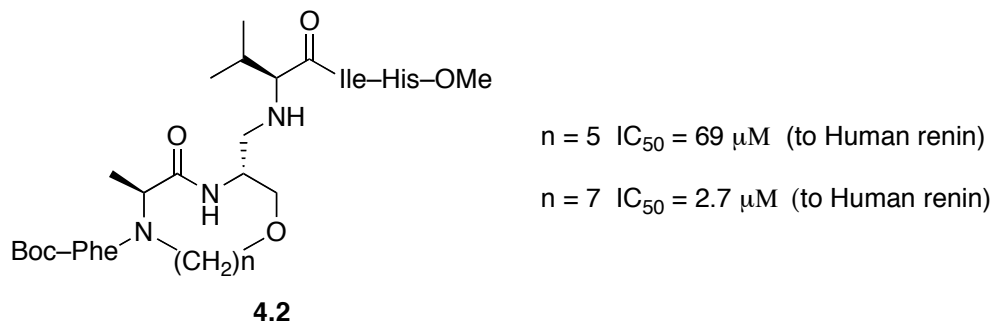 O
Ile–His–OMe
NH
O
N
H
O
N
Boc–Phe
(CH₂)n
4.2
n = 5 IC₅₀ = 69 μM (to Human renin)
n = 7 IC₅₀ = 2.7 μM (to Human renin)